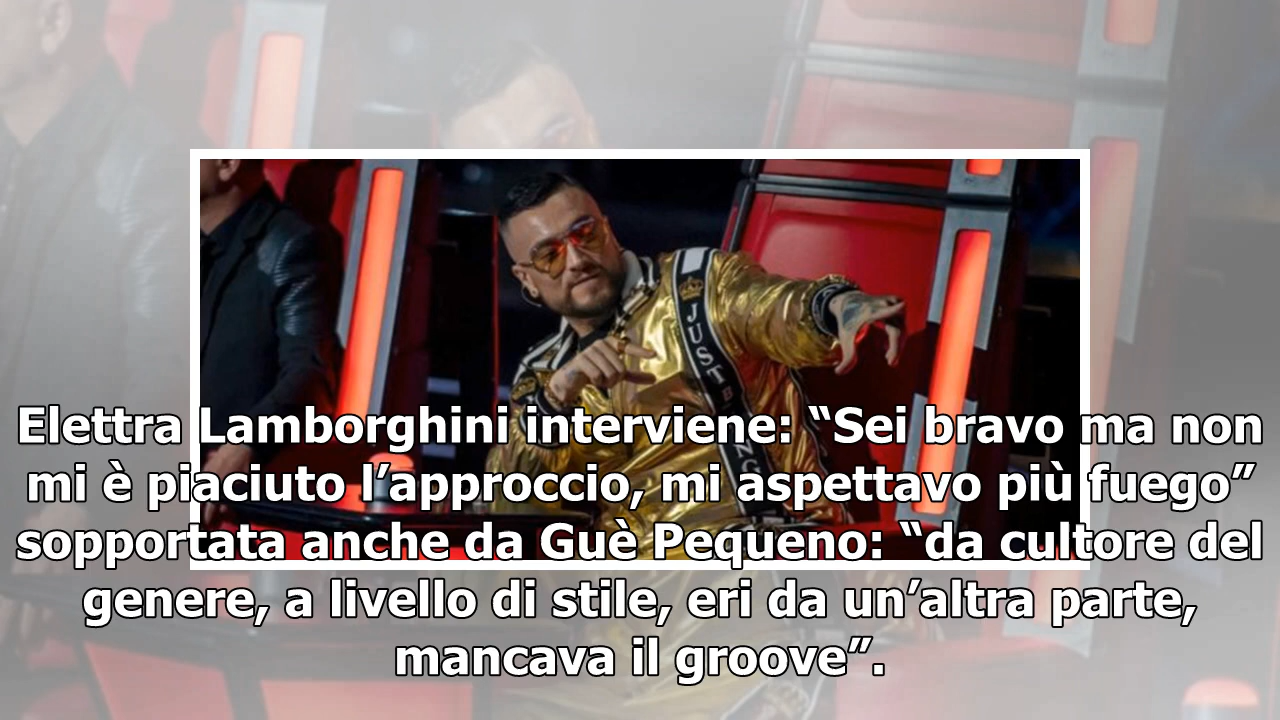 JUST
Elettra Lamborghini interviene: “Sei bravo ma non
mi è piaciuto l’approccio, mi aspettavo più fuego”
sopportata anche da Guè Pequeno: “da cultore del
genere, a livello di stile, eri da un’altra parte,
mancava il groove”.